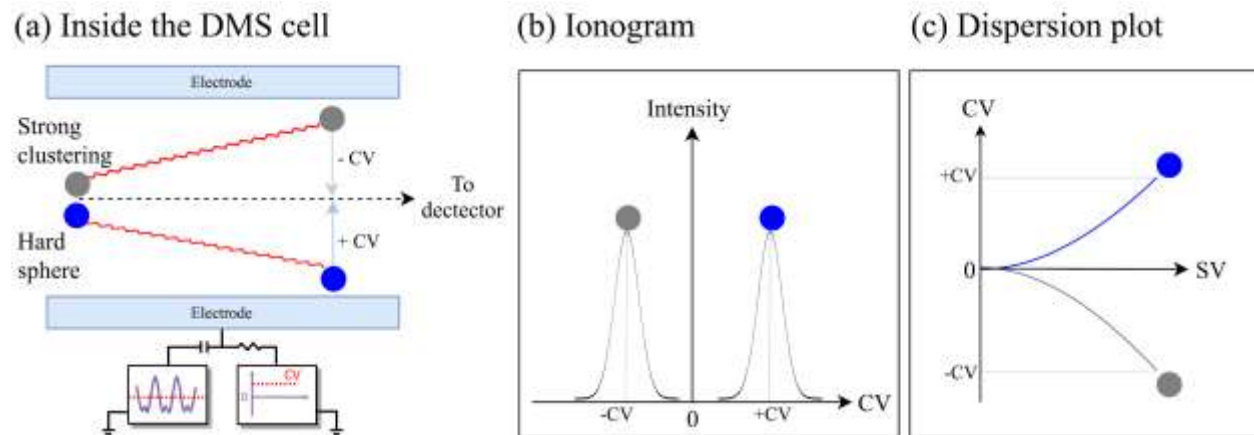 (a) Inside the DMS cell
Electrode
Strong
clustering
- CV
To
dectector
+ CV
Hard
sphere
Electrode
CV
0
(b) Ionogram
Intensity
-CV
0
+CV
CV
(c) Dispersion plot
CV
+CV
0
SV
-CV